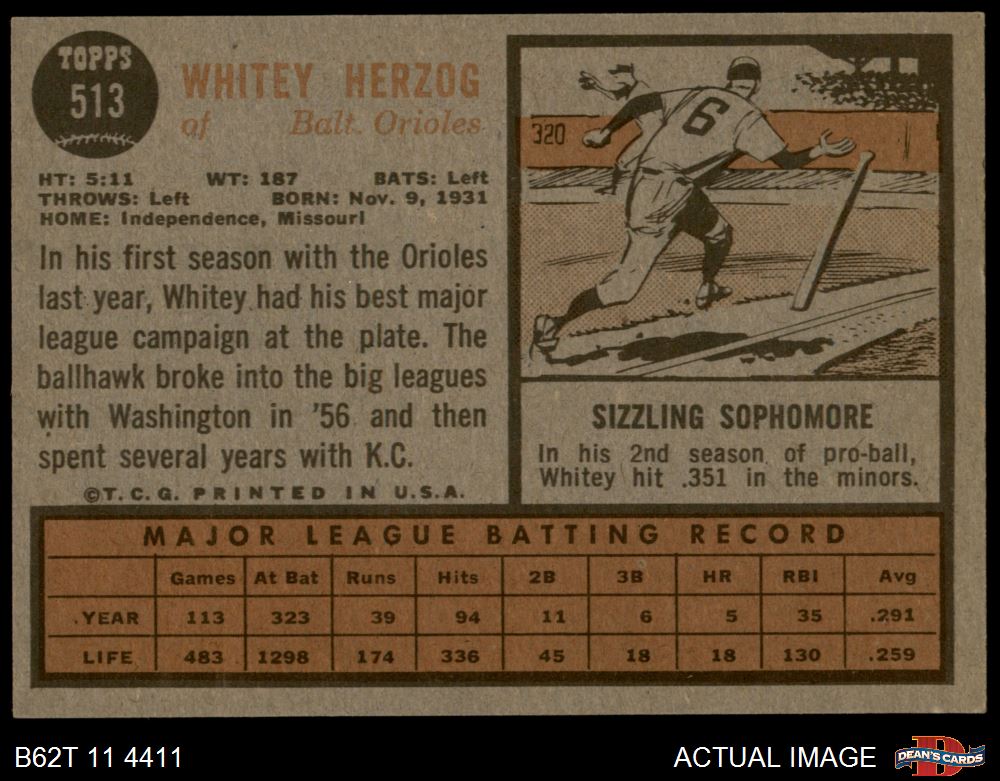 TOPPS
513
WHITEY HERZOG
of Balt. Orioles
HT: 5:11 WT: 187 BATS: Left
THROWS: Left BORN: Nov. 9, 1931
HOME: Independence, Missouri
In his first season with the Orioles
last year, Whitey had his best major
league campaign at the plate. The
ballhawk broke into the big leagues
with Washington in '56 and then
spent several years with K.C.
©T.C.G. PRINTED IN U.S.A.
320
6
SIZZLING SOPHOMORE
In his 2nd season of pro-ball,
Whitey hit .351 in the minors.
MAJOR LEAGUE BATTING RECORD
Games At Bat Runs Hits 2B 3B HR RBI Avg
YEAR 113 323 39 94 11 6 5 35 .291
LIFE 483 1298 174 336 45 18 18 130 .259
B62T 11 4411
ACTUAL IMAGE
D
DEAN'S CARDS